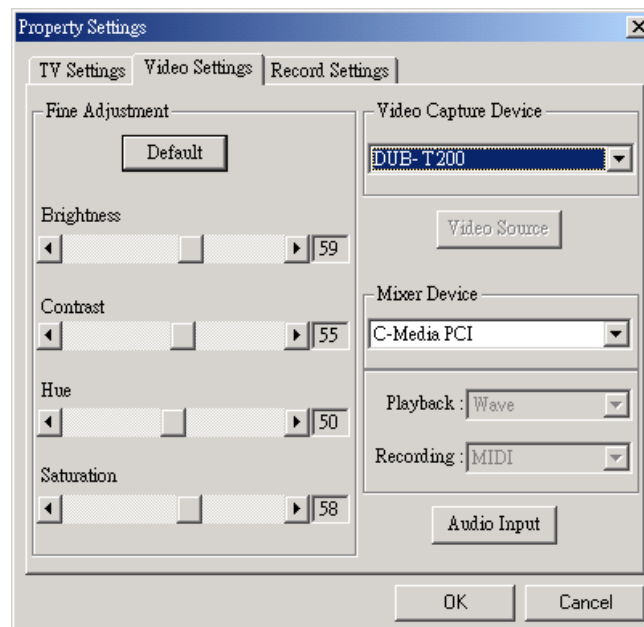 Property Settings
TV Settings
Video Settings
Record Settings
Fine Adjustment
Default
Brightness
59
Contrast
55
Hue
50
Saturation
58
Video Capture Device
DUB-T200
Video Source
Mixer Device
C-Media PCI
Playback : Wave
Recording : MIDI
Audio Input
OK
Cancel